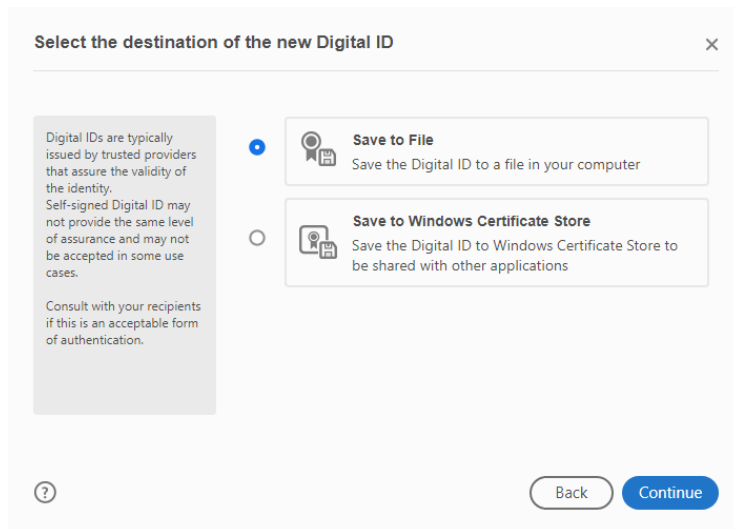 Select the destination of the new Digital ID
Digital IDs are typically
issued by trusted providers
that assure the validity of
the identity.
Self-signed Digital ID may
not provide the same level
of assurance and may not
be accepted in some use
cases.
Consult with your recipients
if this is an acceptable form
of authentication.
Save to File
Save the Digital ID to a file in your computer
Save to Windows Certificate Store
Save the Digital ID to Windows Certificate Store to
be shared with other applications
?
Back
Continue